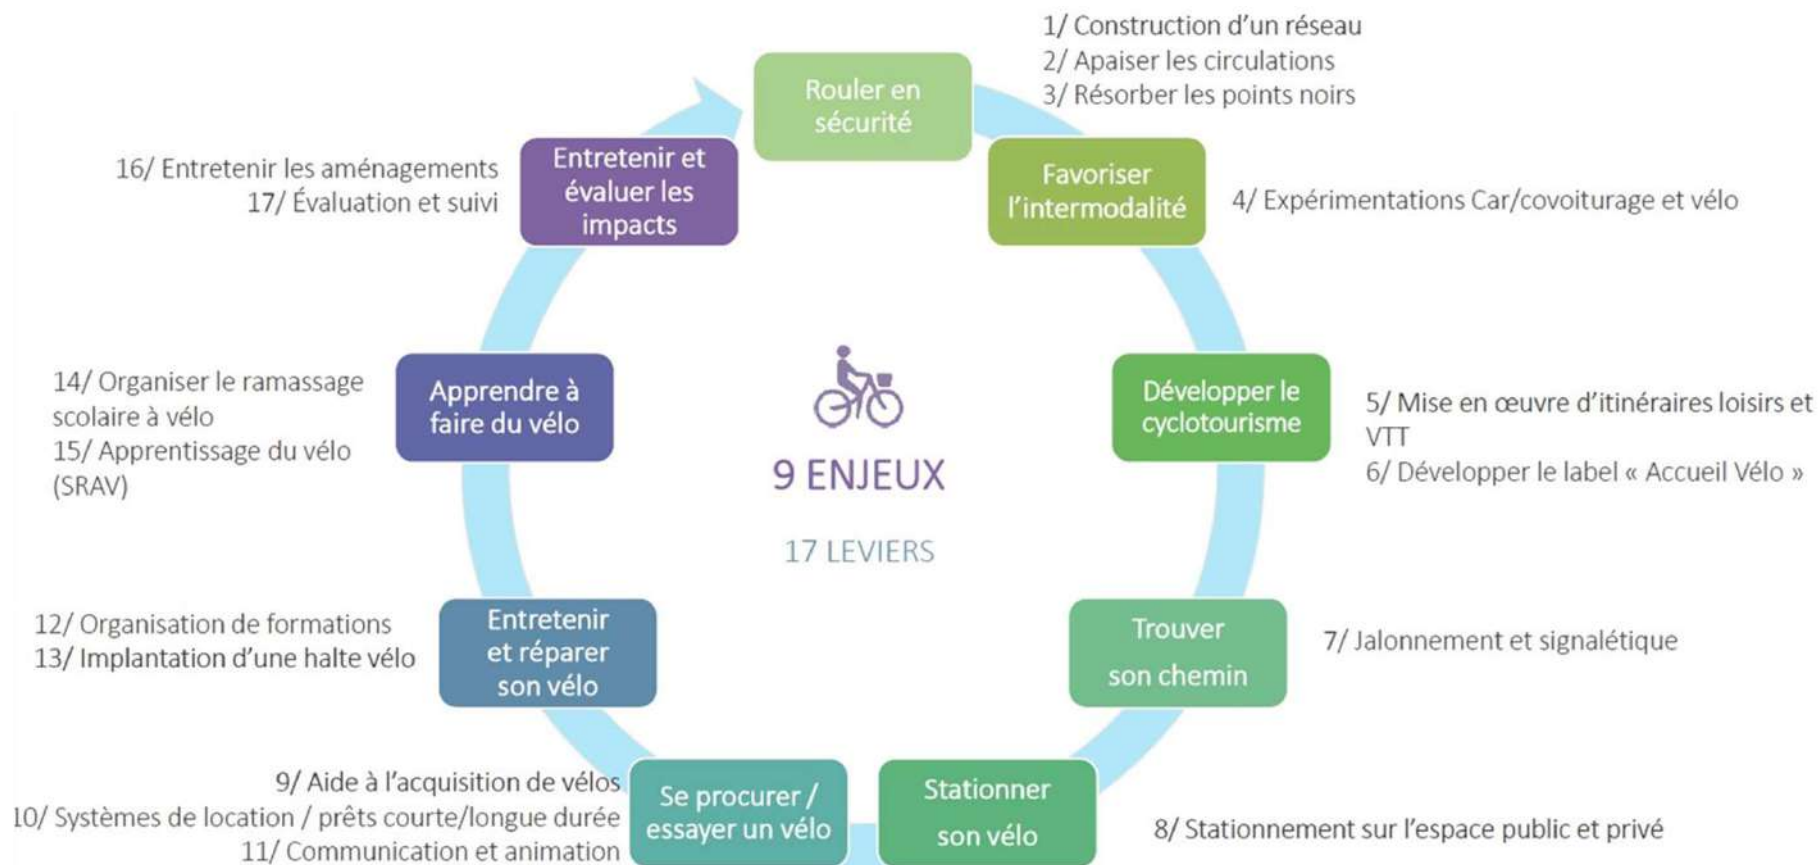 Rouler en
sécurité
1/ Construction d’un réseau
2/ Apaiser les circulations
3/ Résorber les points noirs
Favoriser
l’intermodalité
4/ Expérimentations Car/covoiturage et vélo
Développer le
cyclotourisme
5/ Mise en œuvre d’itinéraires loisirs et
VTT
6/ Développer le label « Accueil Vélo »
Trouver
son chemin
7/ Jalonnement et signalétique
Stationner
son vélo
8/ Stationnement sur l’espace public et privé
Se procurer /
essayer un vélo
9/ Aide à l’acquisition de vélos
10/ Systèmes de location / prêts courte/longue durée
11/ Communication et animation
Entretenir
et réparer
son vélo
12/ Organisation de formations
13/ Implantation d’une halte vélo
Apprendre à
faire du vélo
14/ Organiser le ramassage
scolaire à vélo
15/ Apprentissage du vélo
(SRAV)
Entretenir et
évaluer les
impacts
16/ Entretenir les aménagements
17/ Évaluation et suivi
9 ENJEUX
17 LEVIERS